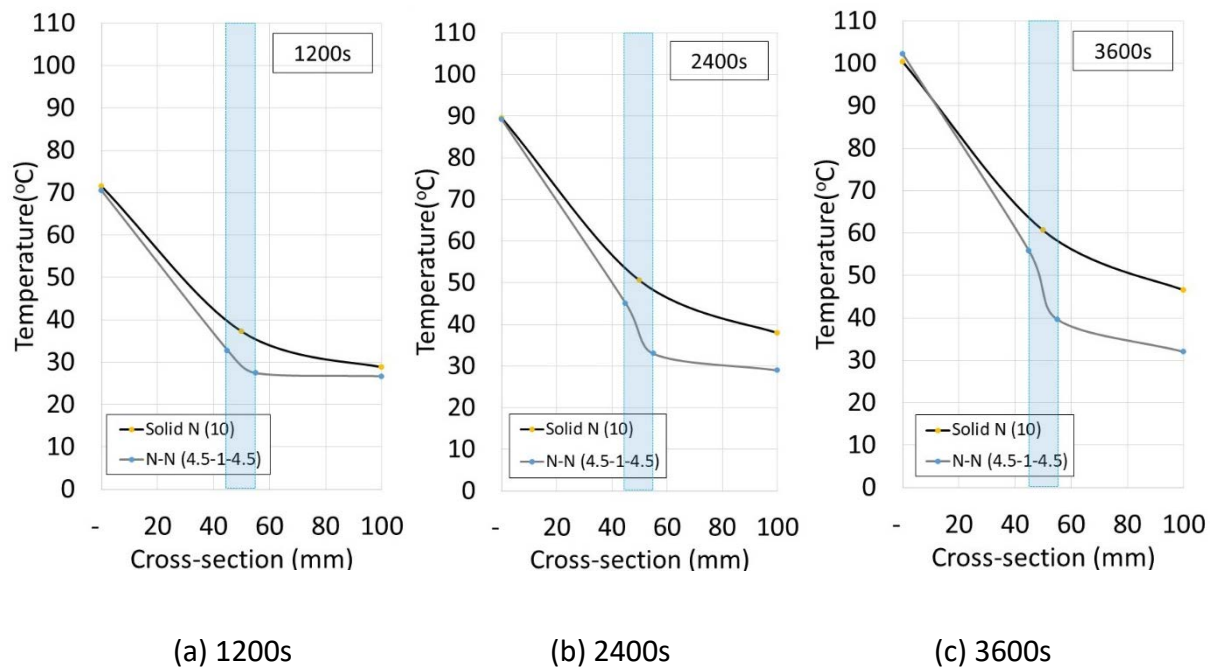 1200s
110
100
90
80
70
60
50
40
30
20
10
0
Temperature(°C)
Solid N (10)
N-N (4.5-1-4.5)
- 20 40 60 80 100
Cross-section (mm)
2400s
110
100
90
80
70
60
50
40
30
20
10
0
Temperature(°C)
Solid N (10)
N-N (4.5-1-4.5)
- 20 40 60 80 100
Cross-section (mm)
3600s
110
100
90
80
70
60
50
40
30
20
10
0
Temperature(°C)
Solid N (10)
N-N (4.5-1-4.5)
- 20 40 60 80 100
Cross-section (mm)
(a) 1200s
(b) 2400s
(c) 3600s